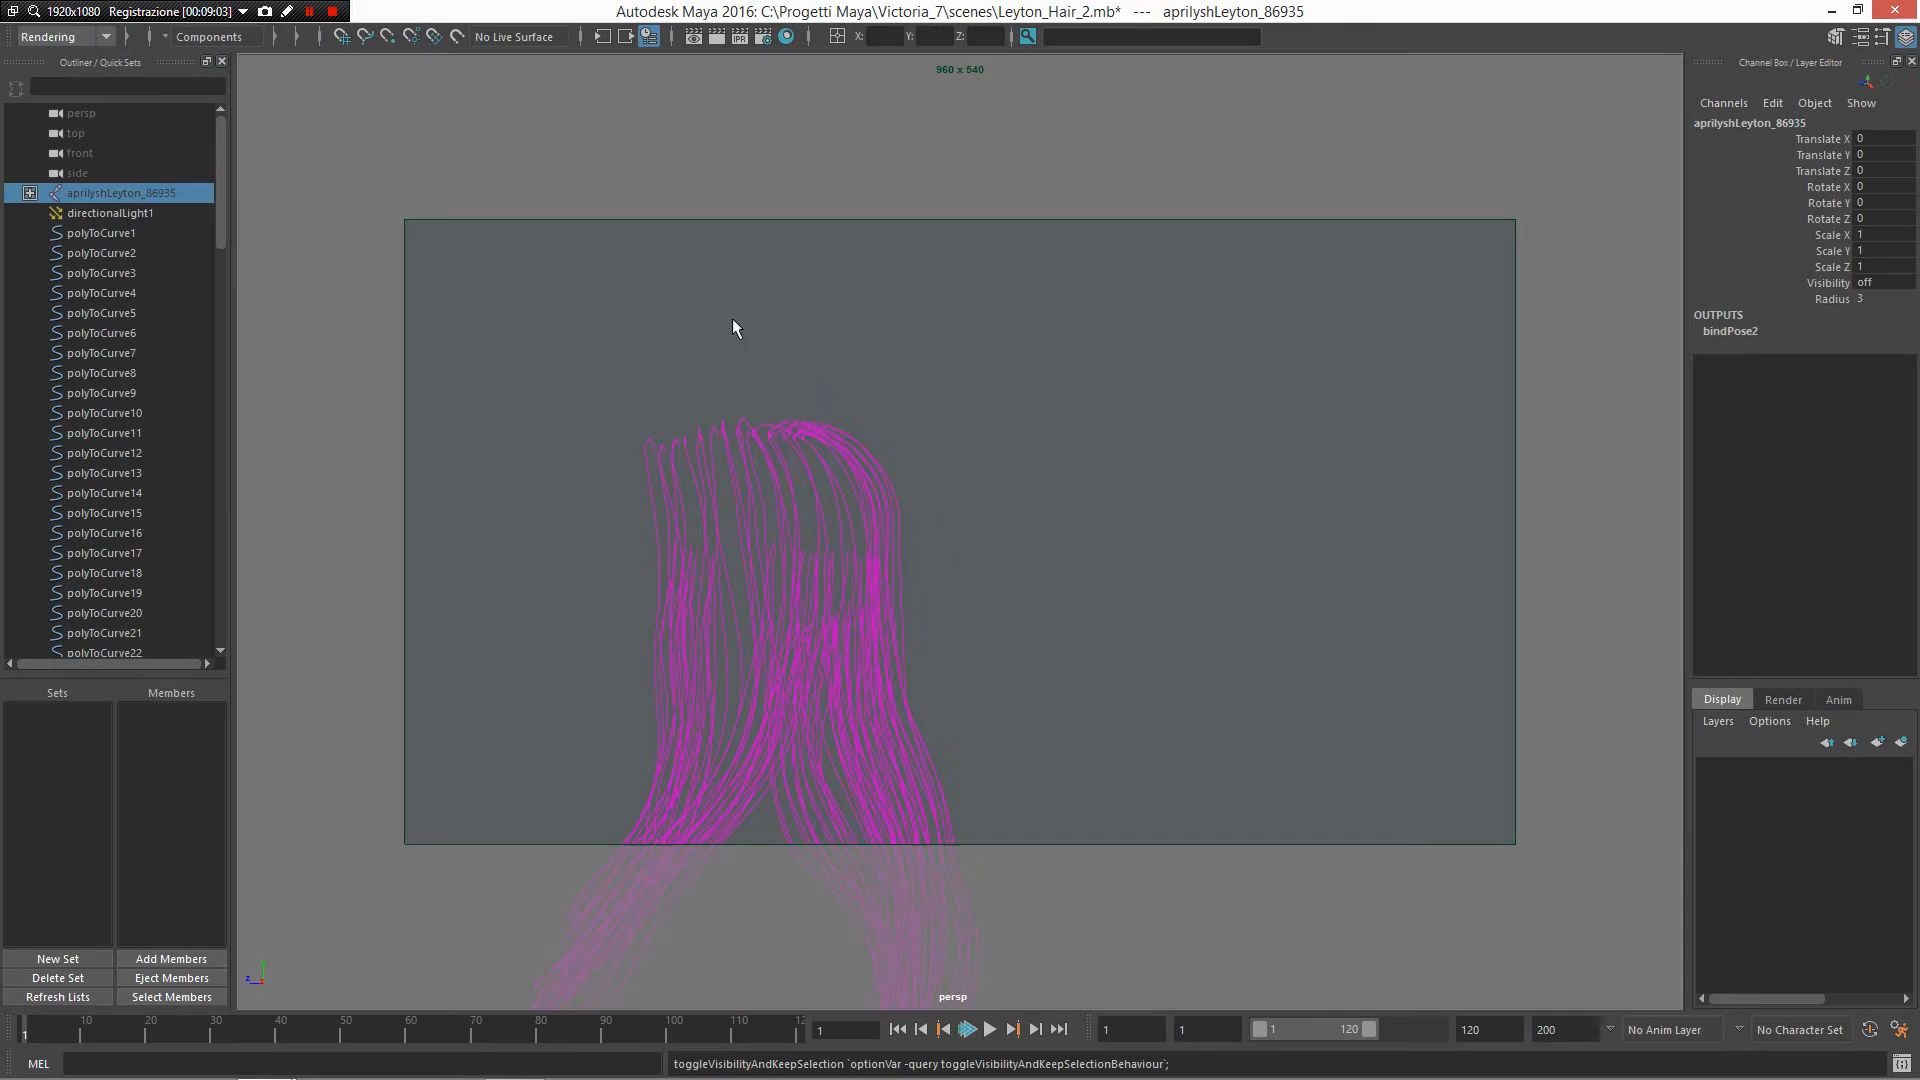 1920x1080 Registrazione [00:09:03]
Autodesk Maya 2016: C:\Progetti Maya\Victoria_7\scenes\Leyton_Hair_2.mb* --- aprilyshLeyton_86935
Rendering Components No Live Surface X: Y: Z:
Outliner / Quick Sets
960 x 540
Channel Box / Layer Editor
persp
top
front
side
aprilyshLeyton_86935
directionalLight1
polyToCurve1
polyToCurve2
polyToCurve3
polyToCurve4
polyToCurve5
polyToCurve6
polyToCurve7
polyToCurve8
polyToCurve9
polyToCurve10
polyToCurve11
polyToCurve12
polyToCurve13
polyToCurve14
polyToCurve15
polyToCurve16
polyToCurve17
polyToCurve18
polyToCurve19
polyToCurve20
polyToCurve21
polyToCurve22
Channels Edit Object Show
aprilyshLeyton_86935
Translate X 0
Translate Y 0
Translate Z 0
Rotate X 0
Rotate Y 0
Rotate Z 0
Scale X 1
Scale Y 1
Scale Z 1
Visibility off
Radius 3
OUTPUTS
bindPose2
Sets Members
Display Render Anim
Layers Options Help
New Set Add Members
Delete Set Eject Members
Refresh Lists Select Members
z
persp
1 10 20 30 40 50 60 70 80 90 100 110 12
1 1 1 1 120 120 200 No Anim Layer No Character Set
MEL toggleVisibilityAndKeepSelection `optionVar -query toggleVisibilityAndKeepSelectionBehaviour`;